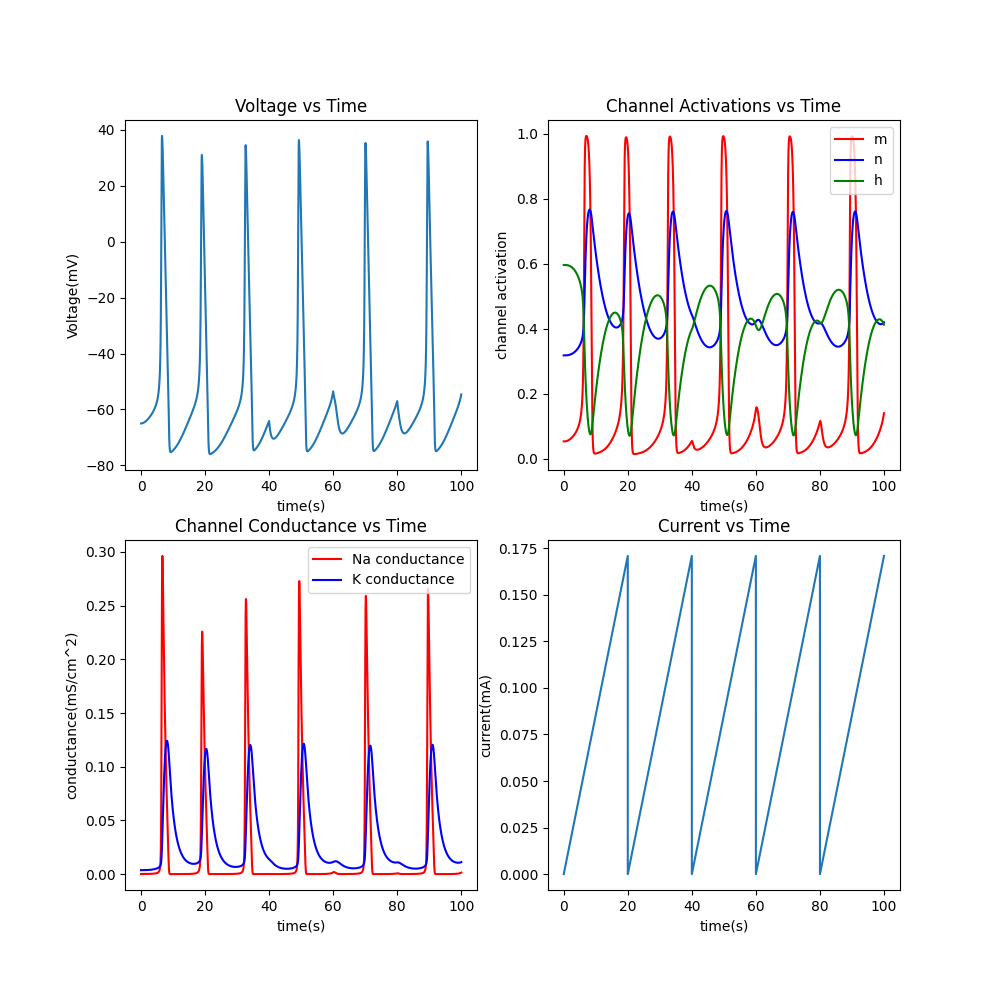 Voltage vs Time
40
20
0
−20
−40
−60
−80
Voltage(mV)
0 20 40 60 80 100
time(s)
Channel Activations vs Time
1.0
0.8
0.6
0.4
0.2
0.0
channel activation
m
n
h
0 20 40 60 80 100
time(s)
Channel Conductance vs Time
0.30
0.25
0.20
0.15
0.10
0.05
0.00
conductance(mS/cm^2)
Na conductance
K conductance
0 20 40 60 80 100
time(s)
Current vs Time
0.175
0.150
0.125
0.100
0.075
0.050
0.025
0.000
current(mA)
0 20 40 60 80 100
time(s)